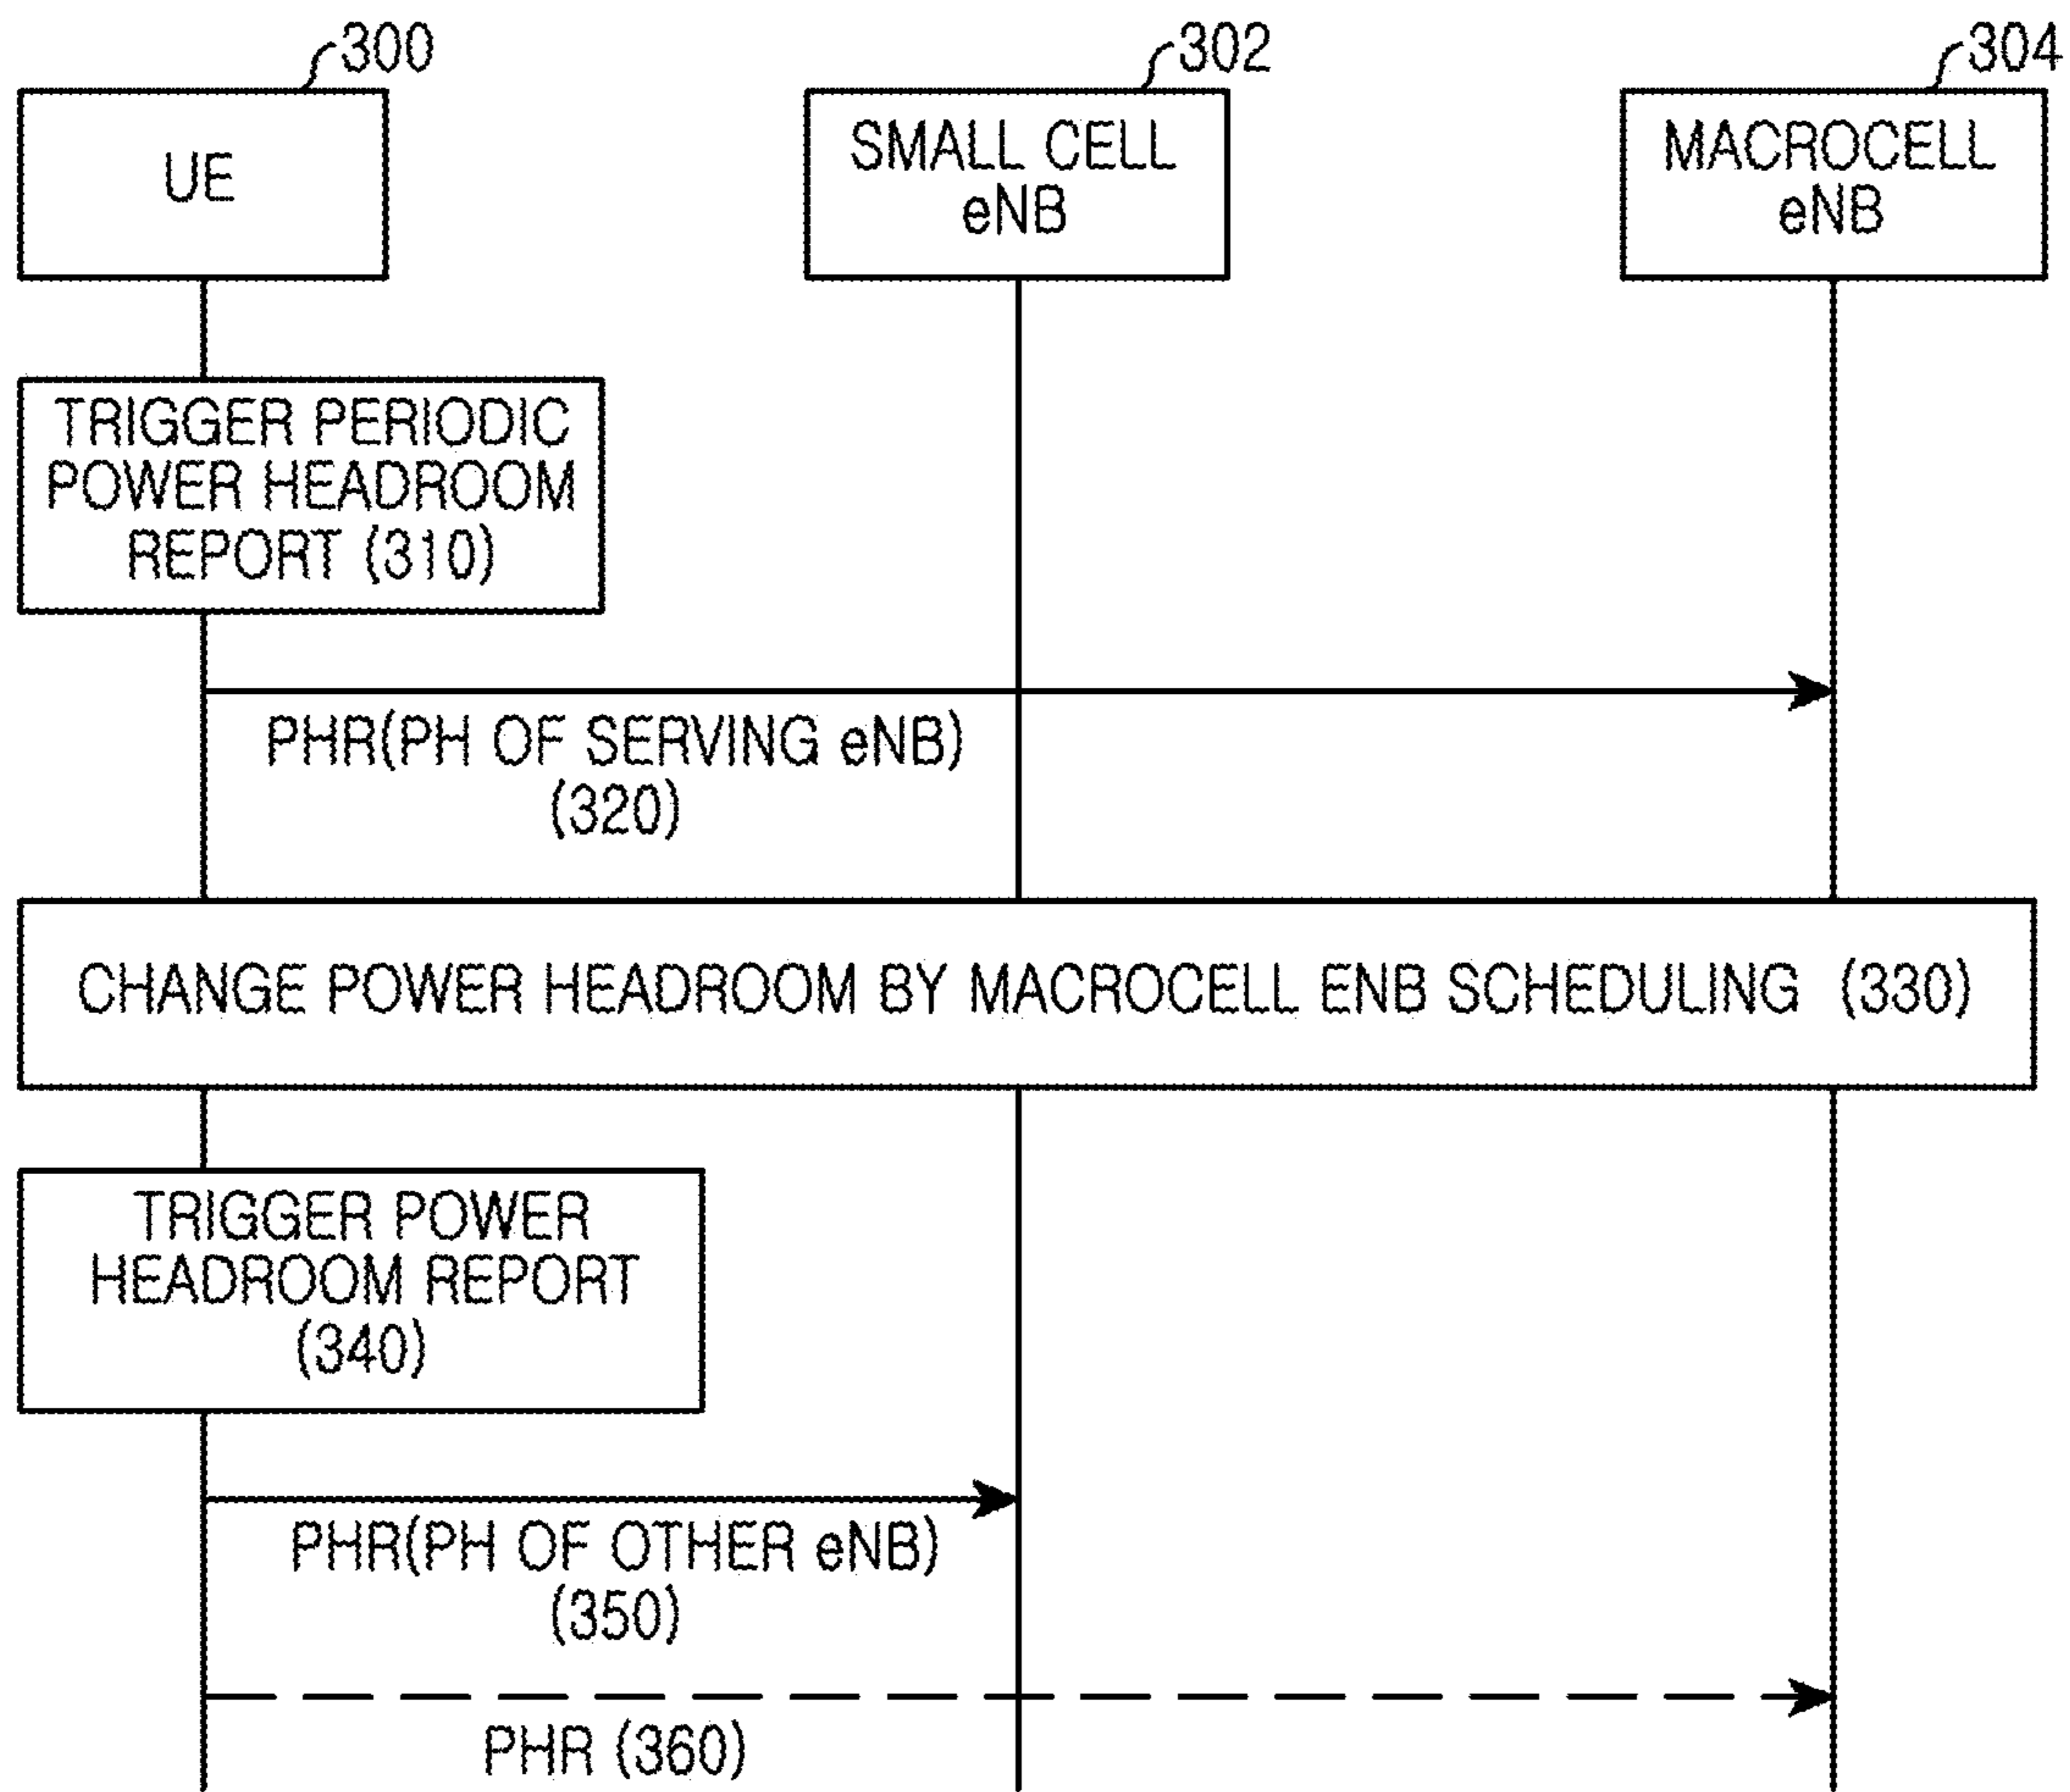 300
302
304
UE
SMALL CELL
eNB
MACROCELL
eNB
TRIGGER PERIODIC
POWER HEADROOM
REPORT (310)
PHR(PH OF SERVING eNB)
(320)
CHANGE POWER HEADROOM BY MACROCELL ENB SCHEDULING (330)
TRIGGER POWER
HEADROOM REPORT
(340)
PHR(PH OF OTHER eNB)
(350)
PHR (360)